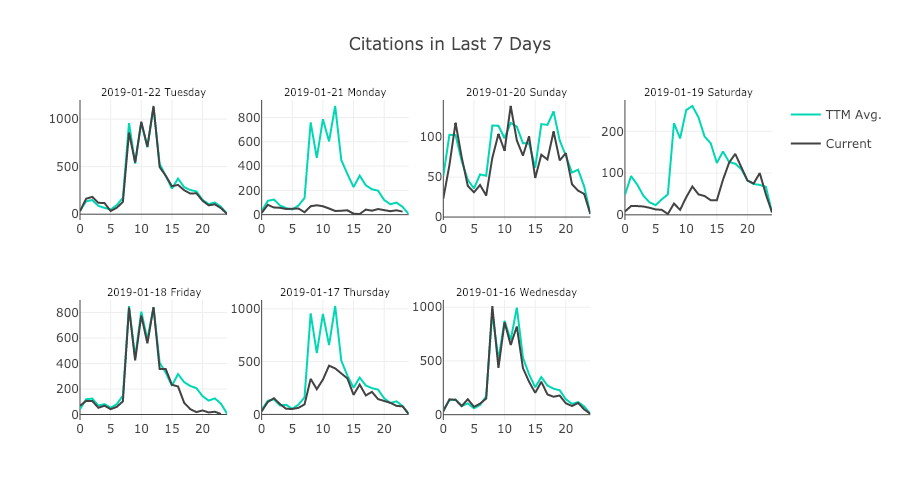 Citations in Last 7 Days
2019-01-22 Tuesday
2019-01-21 Monday
2019-01-20 Sunday
2019-01-19 Saturday
TTM Avg.
Current
1000
500
0
0 5 10 15 20
800
600
400
200
0
0 5 10 15 20
100
50
0
0 5 10 15 20
200
100
0
0 5 10 15 20
2019-01-18 Friday
2019-01-17 Thursday
2019-01-16 Wednesday
800
600
400
200
0
0 5 10 15 20
1000
500
0
0 5 10 15 20
1000
500
0
0 5 10 15 20